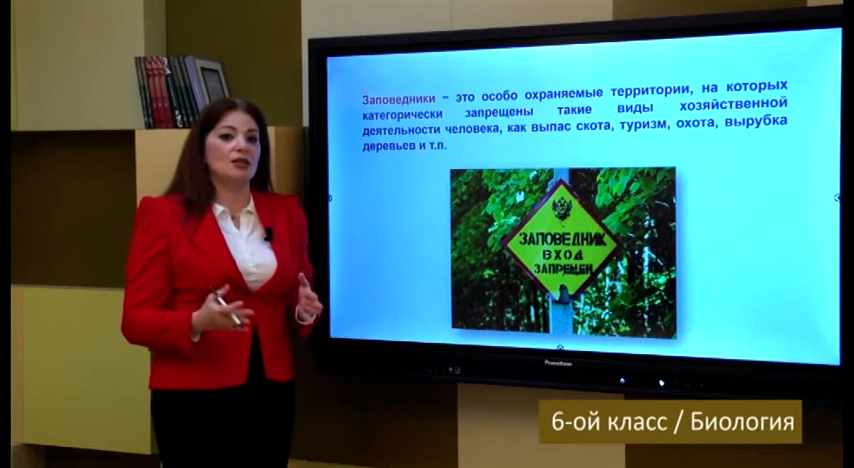 Заповедники – это особо охраняемые территории, на которых
категорически запрещены такие виды хозяйственной
деятельности человека, как выпас скота, туризм, охота, вырубка
деревьев и т.п.
ЗАПОВЕДНИК
ВХОД
ЗАПРЕЩЕН
Promethean
6-ой класс / Биология